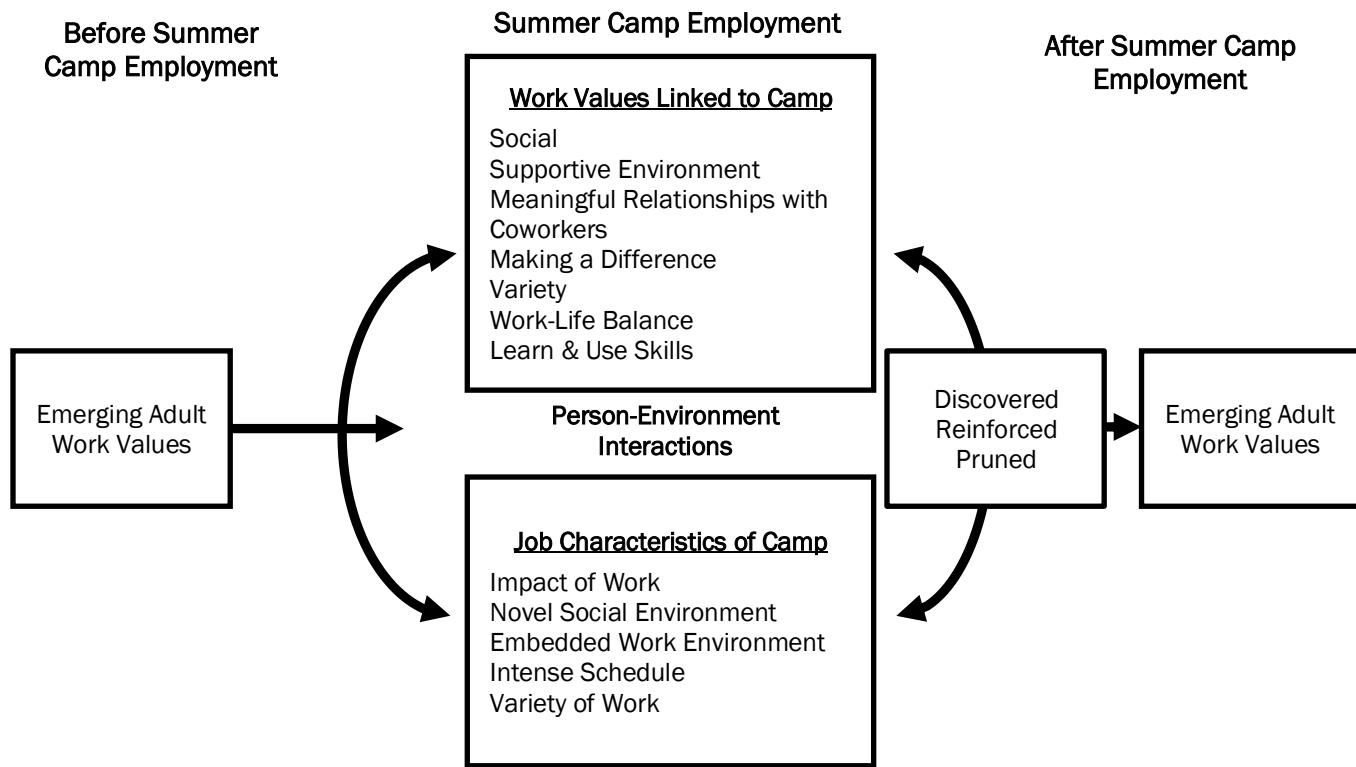 Before Summer
Camp Employment
Summer Camp Employment
After Summer Camp
Employment
Work Values Linked to Camp
Social
Supportive Environment
Meaningful Relationships with
Coworkers
Making a Difference
Variety
Work-Life Balance
Learn & Use Skills
Emerging Adult
Work Values
Person-Environment
Interactions
Discovered
Reinforced
Pruned
Emerging Adult
Work Values
Job Characteristics of Camp
Impact of Work
Novel Social Environment
Embedded Work Environment
Intense Schedule
Variety of Work